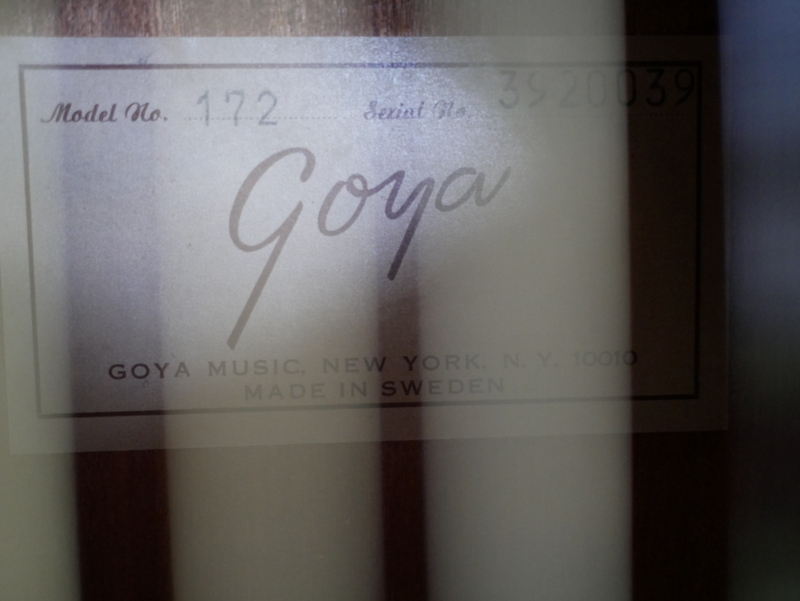 Model No. 172 Serial No. 3920039
Goya
GOYA MUSIC, NEW YORK, N. Y. 10010
MADE IN SWEDEN